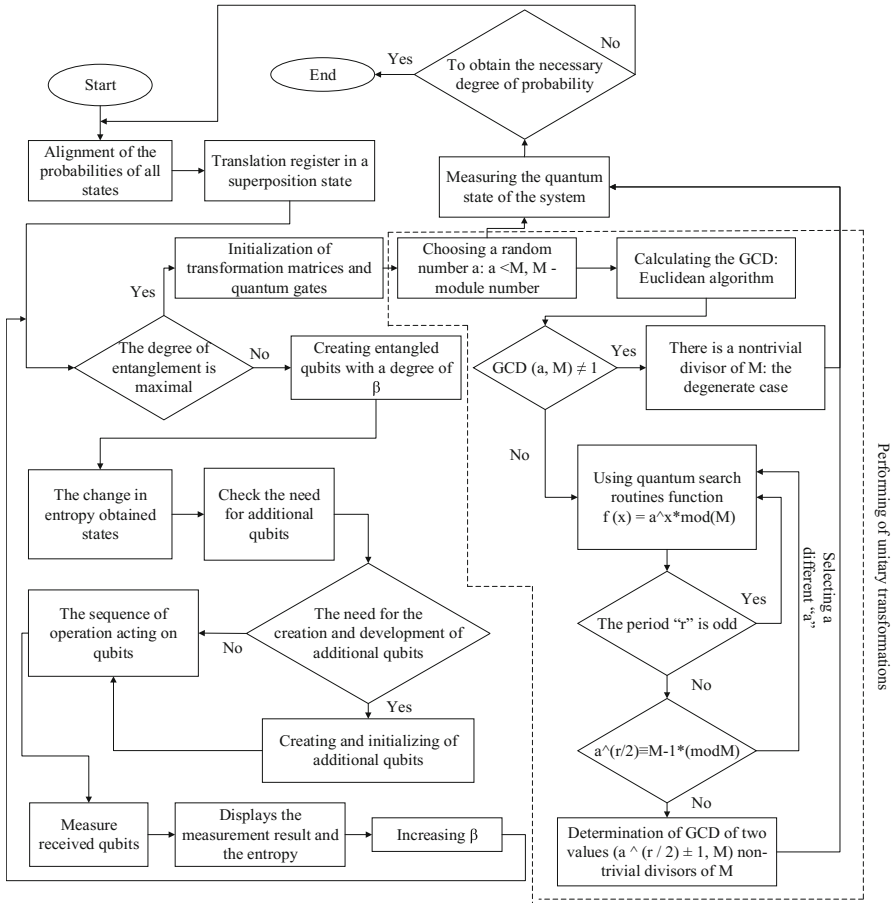 Start
End
Yes
No
To obtain the necessary
degree of probability
Alignment of the
probabilities of all
states
Translation register in a
superposition state
Measuring the quantum
state of the system
Initialization of
transformation matrices and
quantum gates
Choosing a random
number a: a <M, M -
module number
Calculating the GCD:
Euclidean algorithm
Yes
The degree of
entanglement is
maximal
No
Creating entangled
qubits with a degree of
β
GCD (a, M) ≠ 1
Yes
There is a nontrivial
divisor of M: the
degenerate case
No
The change in
entropy obtained
states
Check the need
for additional
qubits
Using quantum search
routines function
f (x) = a^x*mod(M)
Selecting a
different “a”
Performing of unitary transformations
The sequence of
operation acting on
qubits
No
The need for the
creation and development of
additional qubits
Yes
The period “r” is odd
Yes
No
Creating and initializing of
additional qubits
a^(r/2)≡M-1*(modM)
No
Measure
received qubits
Displays the
measurement result and
the entropy
Increasing β
Determination of GCD of two
values (a ^ (r / 2) ± 1, M) non-
trivial divisors of M